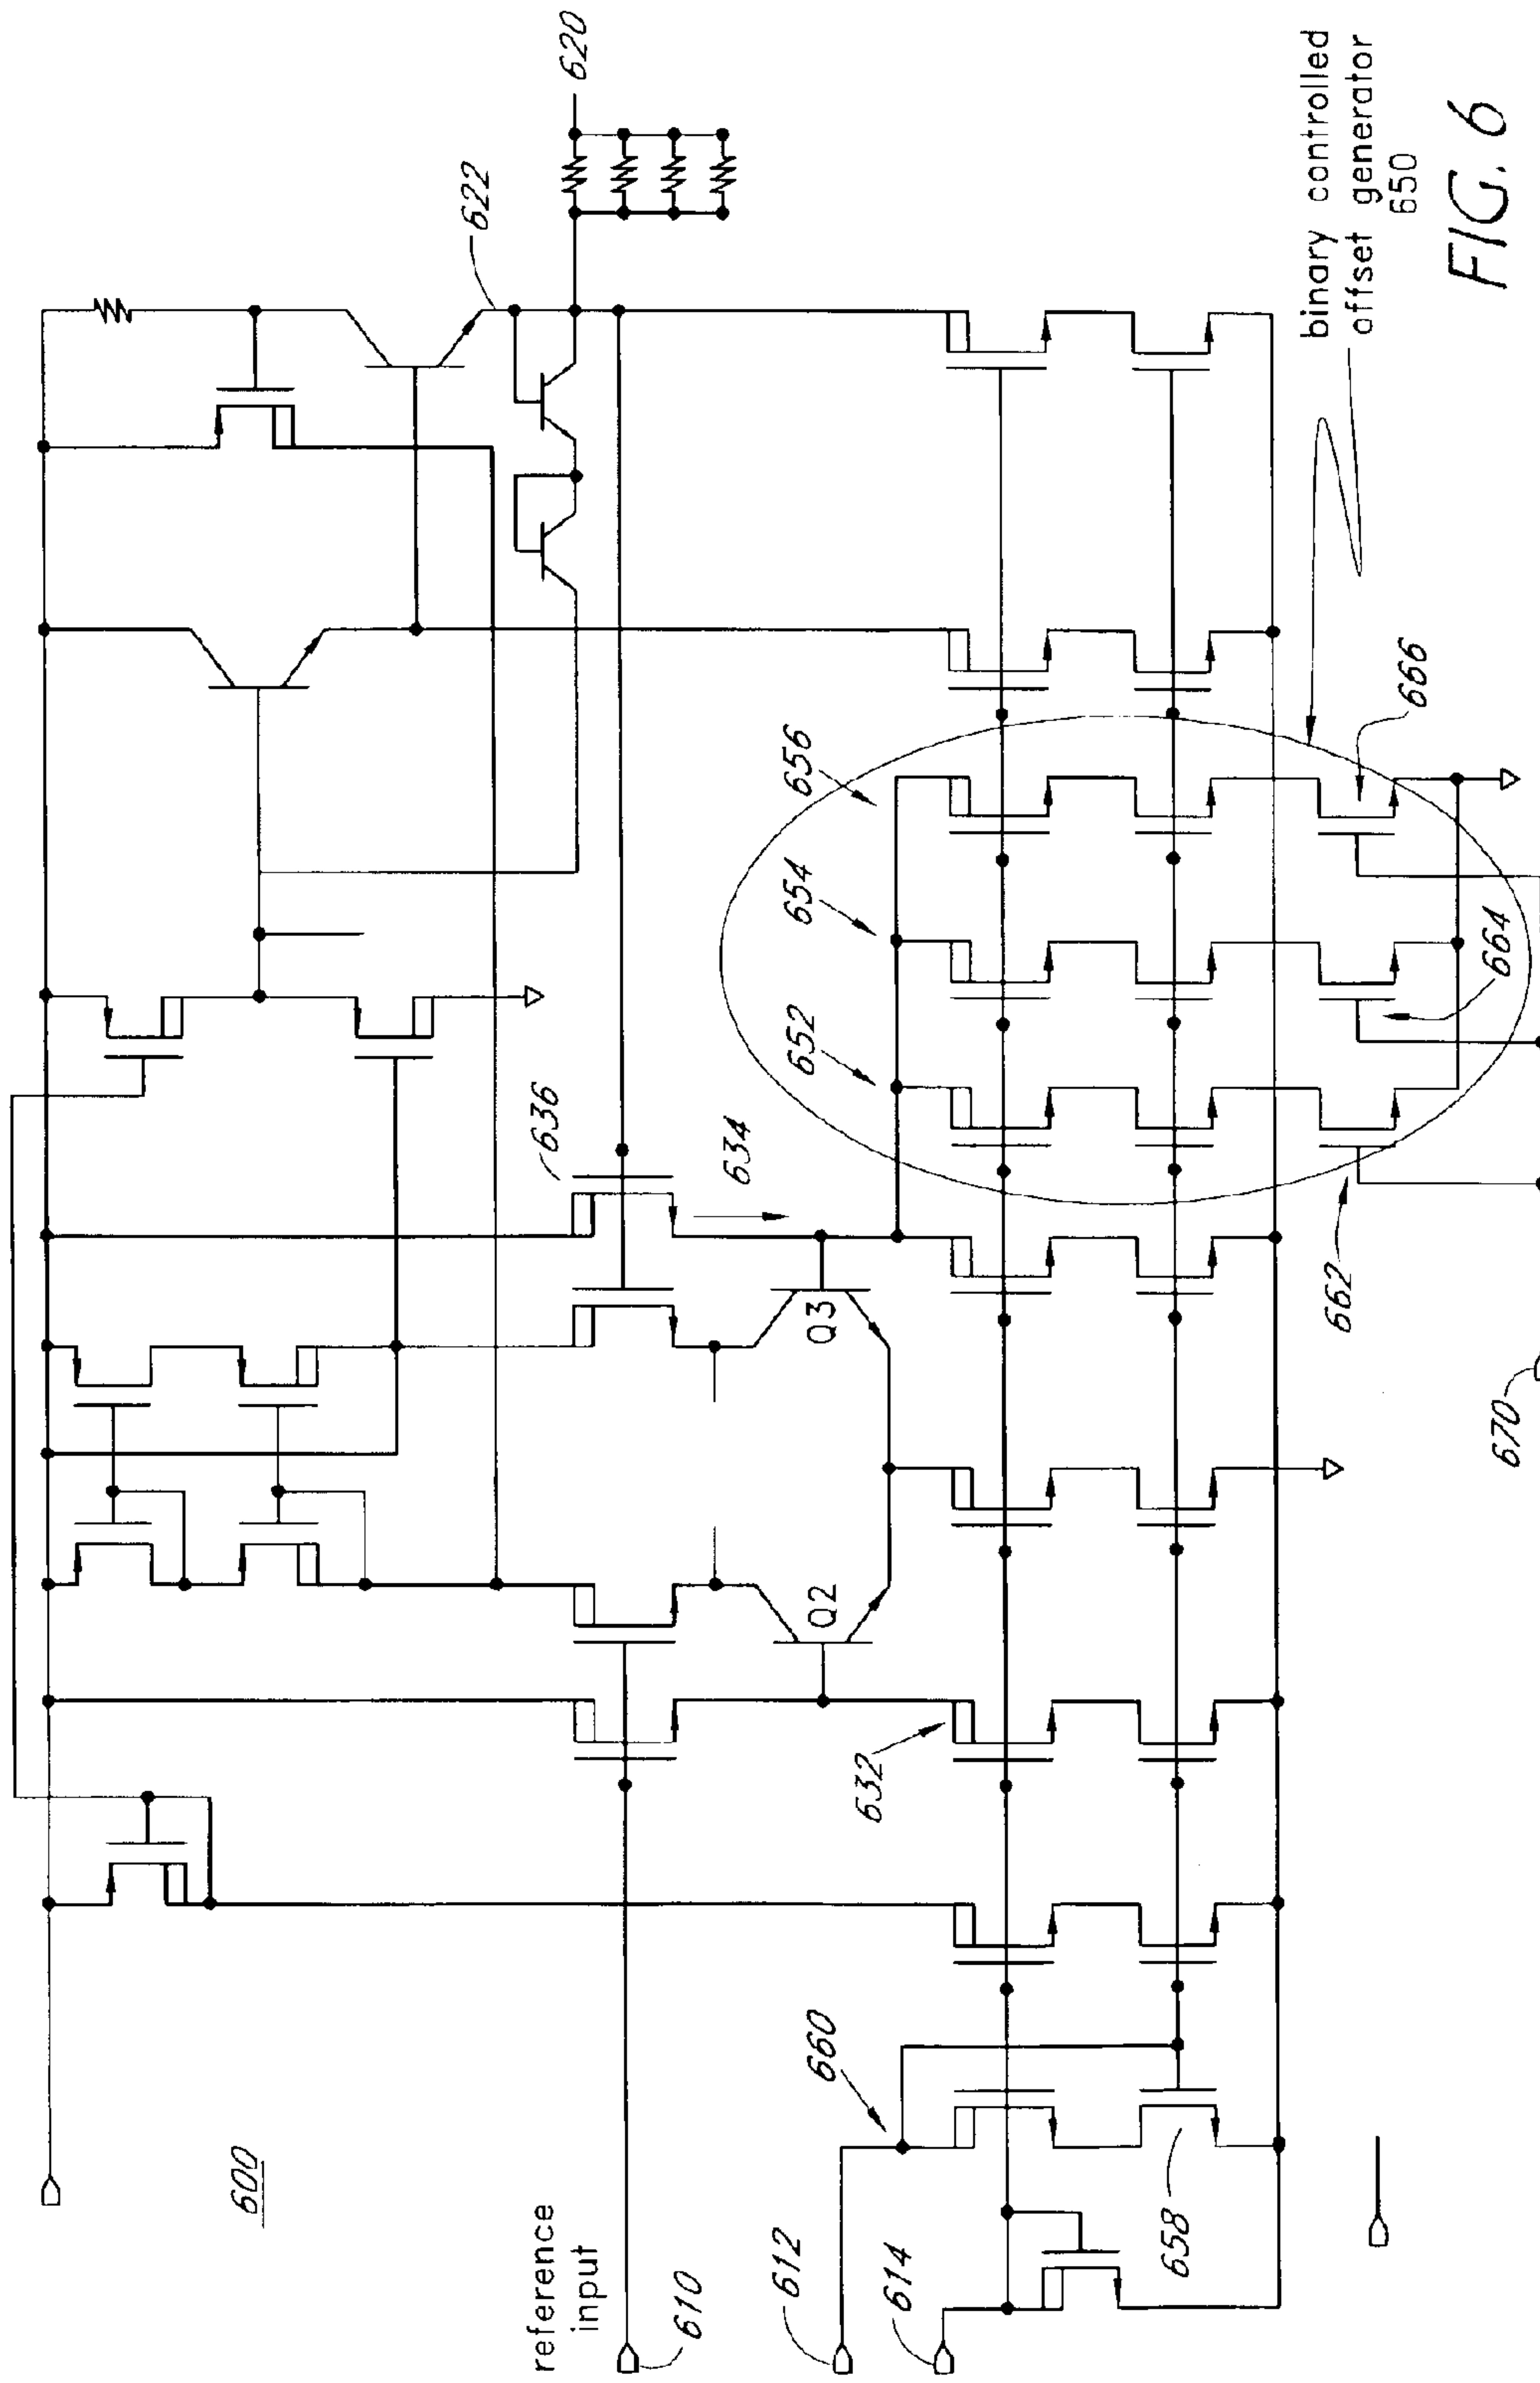 600
reference
input
610
612
614
660
658
632
Q2
Q3
636
634
622
620
652
654
656
662
664
666
670
binary controlled
offset generator
650
FIG. 6